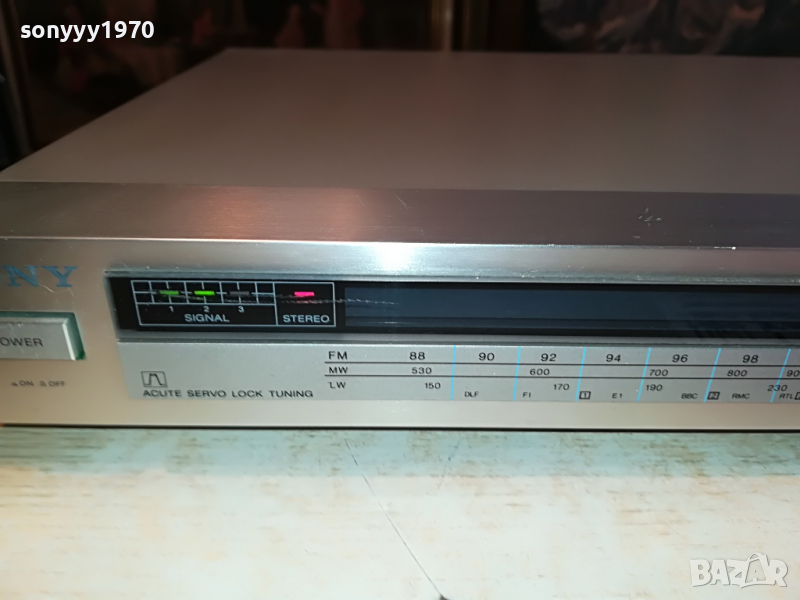 sonyyy1970
NY
1 2 3
SIGNAL
STEREO
OWER
ON OFF
ACUTE SERVO LOCK TUNING
FM 88 90 92 94 96 98
MW 530 600 700 800 90
LW 150 170 190 230
DLF F1 1 E1 BBC N RMC RTL
BAZAR